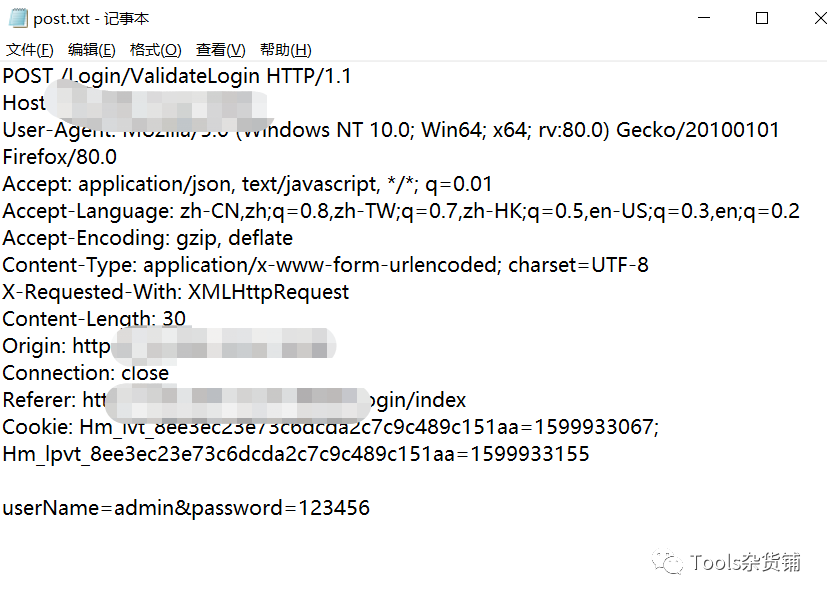 post.txt - 记事本
文件(F) 编辑(E) 格式(O) 查看(V) 帮助(H)
POST /Login/ValidateLogin HTTP/1.1
Host
User-Agent: Mozilla/5.0 (Windows NT 10.0; Win64; x64; rv:80.0) Gecko/20100101
Firefox/80.0
Accept: application/json, text/javascript, */*; q=0.01
Accept-Language: zh-CN,zh;q=0.8,zh-TW;q=0.7,zh-HK;q=0.5,en-US;q=0.3,en;q=0.2
Accept-Encoding: gzip, deflate
Content-Type: application/x-www-form-urlencoded; charset=UTF-8
X-Requested-With: XMLHttpRequest
Content-Length: 30
Origin: http
Connection: close
Referer: htt ogin/index
Cookie: Hm_lvt_8ee3ec23e73c6dcda2c7c9c489c151aa=1599933067;
Hm_lpvt_8ee3ec23e73c6dcda2c7c9c489c151aa=1599933155
userName=admin&password=123456
Tools杂货铺